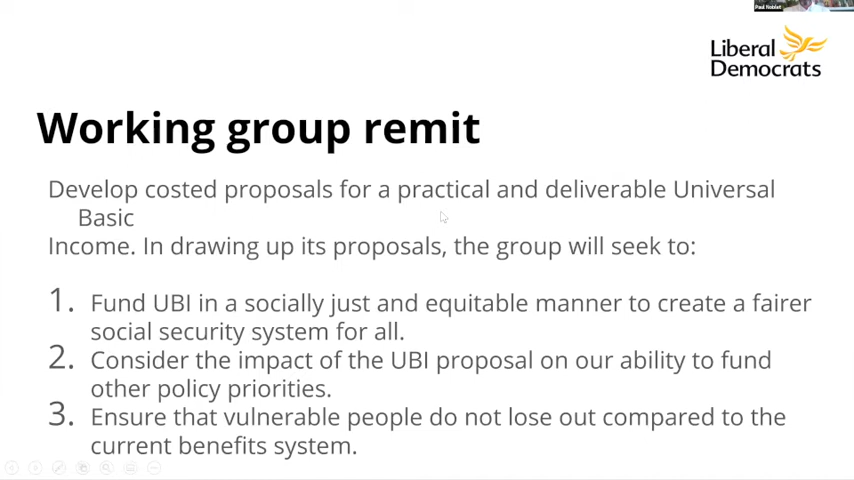 Paul Noblet
Liberal
Democrats
Working group remit
Develop costed proposals for a practical and deliverable Universal
Basic
Income. In drawing up its proposals, the group will seek to:
1. Fund UBI in a socially just and equitable manner to create a fairer
social security system for all.
2. Consider the impact of the UBI proposal on our ability to fund
other policy priorities.
3. Ensure that vulnerable people do not lose out compared to the
current benefits system.